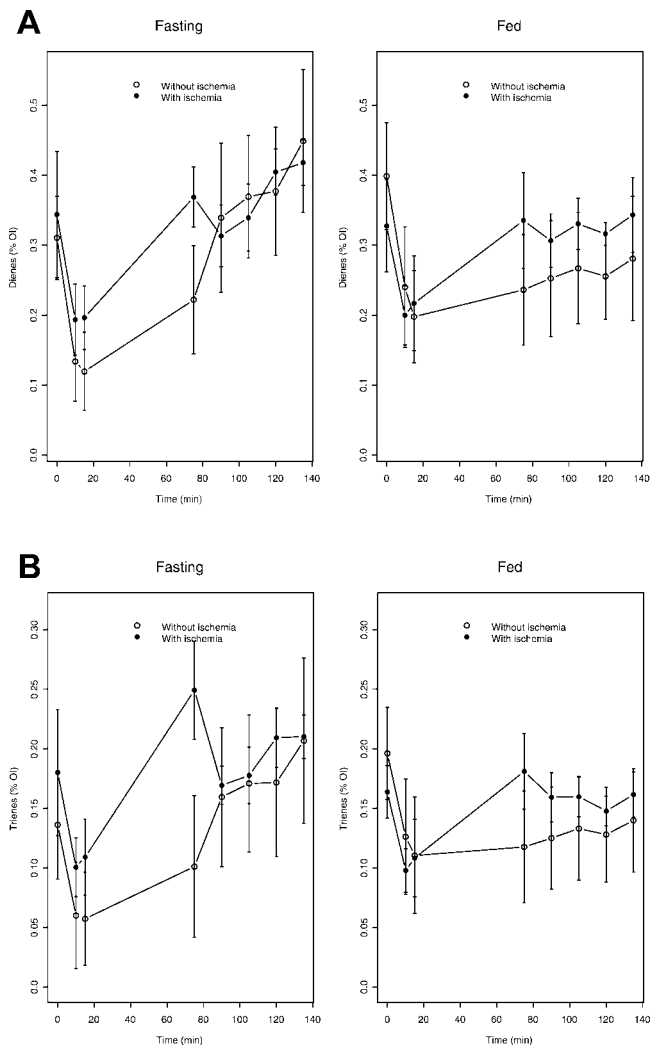 A
Fasting
Fed
Without ischemia
With ischemia
Without ischemia
With ischemia
Dienes (% OI)
0.5
0.4
0.3
0.2
0.1
0.0
0 20 40 60 80 100 120 140
Time (min)
Dienes (% OI)
0.5
0.4
0.3
0.2
0.1
0.0
0 20 40 60 80 100 120 140
Time (min)
B
Fasting
Fed
Without ischemia
With ischemia
Without ischemia
With ischemia
Trienes (% OI)
0.30
0.25
0.20
0.15
0.10
0.05
0.0
0 20 40 60 80 100 120 140
Time (min)
Trienes (% OI)
0.30
0.25
0.20
0.15
0.10
0.05
0.0
0 20 40 60 80 100 120 140
Time (min)